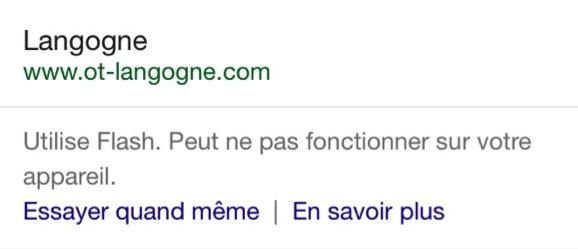 Langogne
www.ot-langogne.com
Utilise Flash. Peut ne pas fonctionner sur votre
appareil.
Essayer quand même | En savoir plus